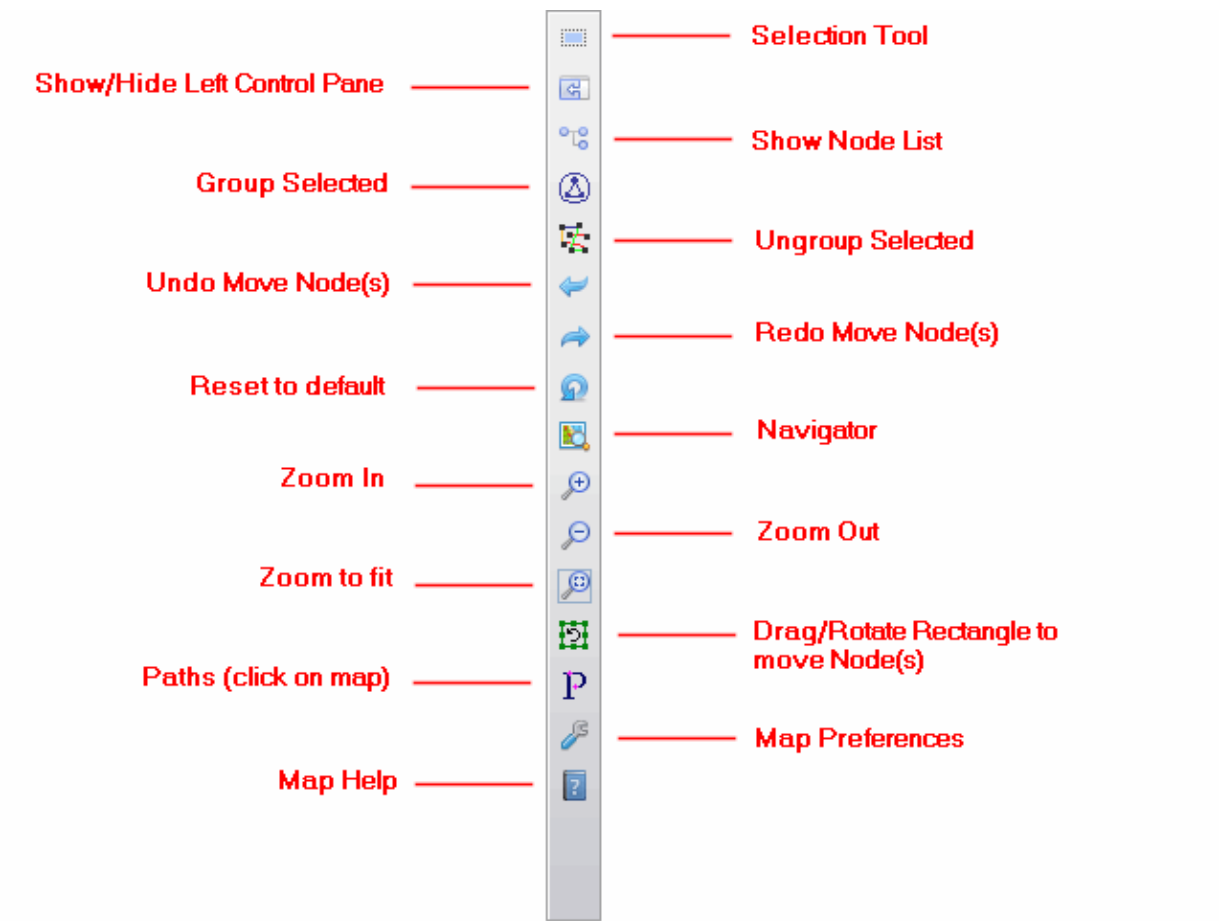 Selection Tool
Show/Hide Left Control Pane
Show Node List
Group Selected
Ungroup Selected
Undo Move Node(s)
Redo Move Node(s)
Reset to default
Navigator
Zoom In
Zoom Out
Zoom to fit
Drag/Rotate Rectangle to
move Node(s)
Paths (click on map)
Map Preferences
Map Help